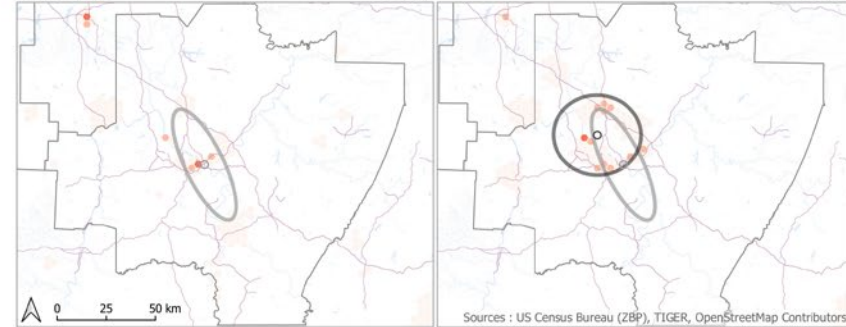 0 25 50 km
Sources : US Census Bureau (ZBP), TIGER, OpenStreetMap Contributors